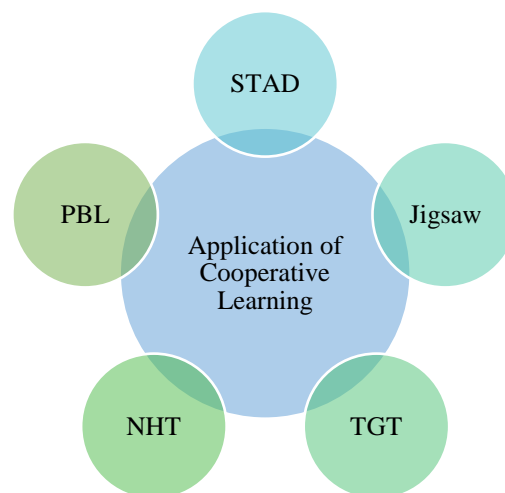 STAD
PBL
Jigsaw
Application of
Cooperative
Learning
NHT
TGT